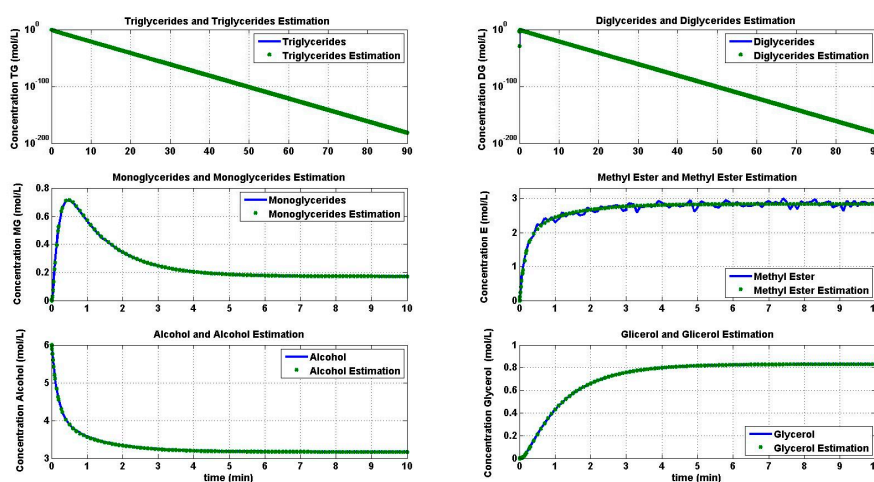 Triglycerides and Triglycerides Estimation
Concentration TG (mol/L)
10^0
10^-100
10^-200
Triglycerides
Triglycerides Estimation
0 10 20 30 40 50 60 70 80 90
Diglycerides and Diglycerides Estimation
Concentration DG (mol/L)
10^0
10^-100
10^-200
Diglycerides
Diglycerides Estimation
0 10 20 30 40 50 60 70 80 90
Monoglycerides and Monoglycerides Estimation
Concentration MG (mol/L)
0.8
0.6
0.4
0.2
0
Monoglycerides
Monoglycerides Estimation
0 1 2 3 4 5 6 7 8 9 10
Methyl Ester and Methyl Ester Estimation
Concentration E (mol/L)
3
2
1
0
Methyl Ester
Methyl Ester Estimation
0 1 2 3 4 5 6 7 8 9 1
Alcohol and Alcohol Estimation
Concentration Alcohol (mol/L)
6
5
4
3
Alcohol
Alcohol Estimation
0 1 2 3 4 5 6 7 8 9 10
time (min)
Glicerol and Glicerol Estimation
Concentration Glycerol (mol/L)
1
0.8
0.6
0.4
0.2
0
Glycerol
Glycerol Estimation
0 1 2 3 4 5 6 7 8 9 1
time (min)